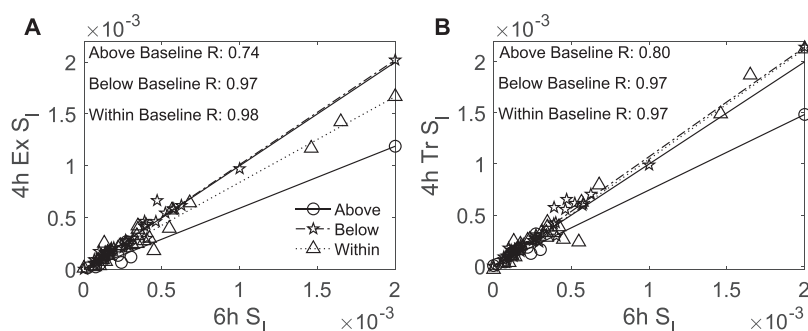 A
×10⁻³
Above Baseline R: 0.74
Below Baseline R: 0.97
Within Baseline R: 0.98
2
1.5
1
0.5
0
4h Ex S_I
Above
Below
Within
0 0.5 1 1.5 2
6h S_I ×10⁻³
B
×10⁻³
Above Baseline R: 0.80
Below Baseline R: 0.97
Within Baseline R: 0.97
2
1.5
1
0.5
0
4h Tr S_I
0 0.5 1 1.5 2
6h S_I ×10⁻³